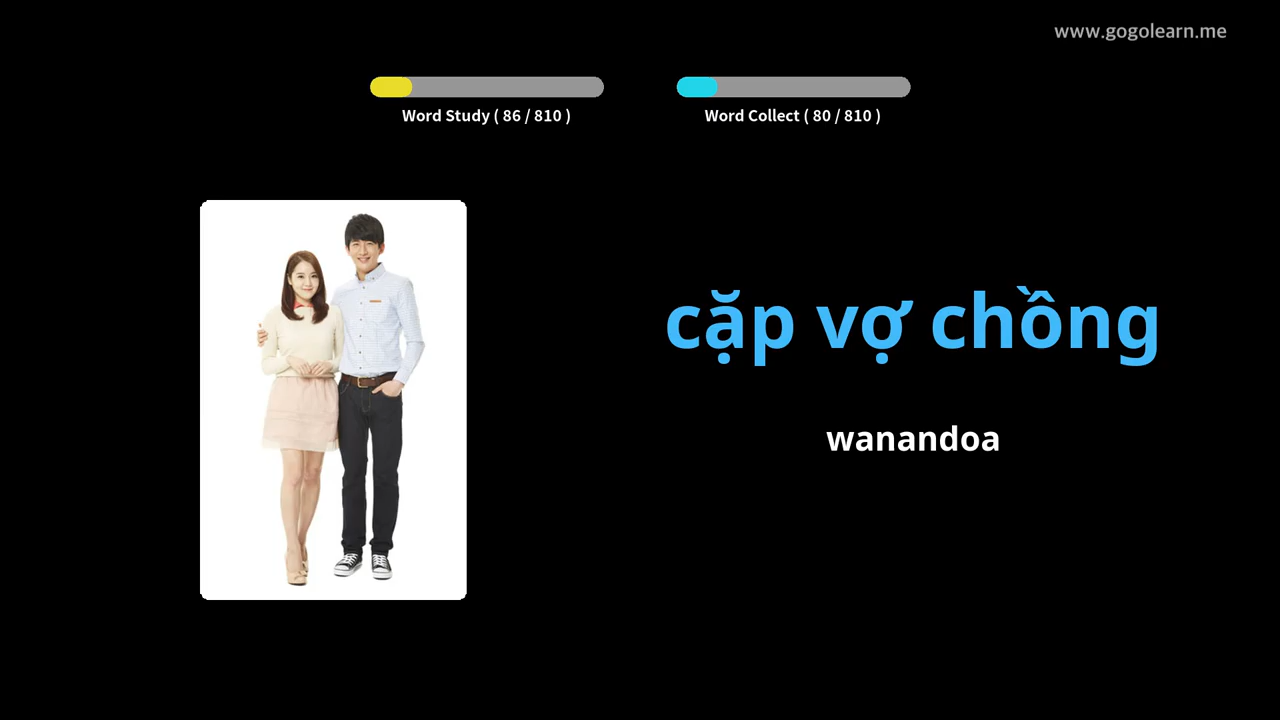 www.gogolearn.me
Word Study ( 86 / 810 )
Word Collect ( 80 / 810 )
cặp vợ chồng
wanandoa